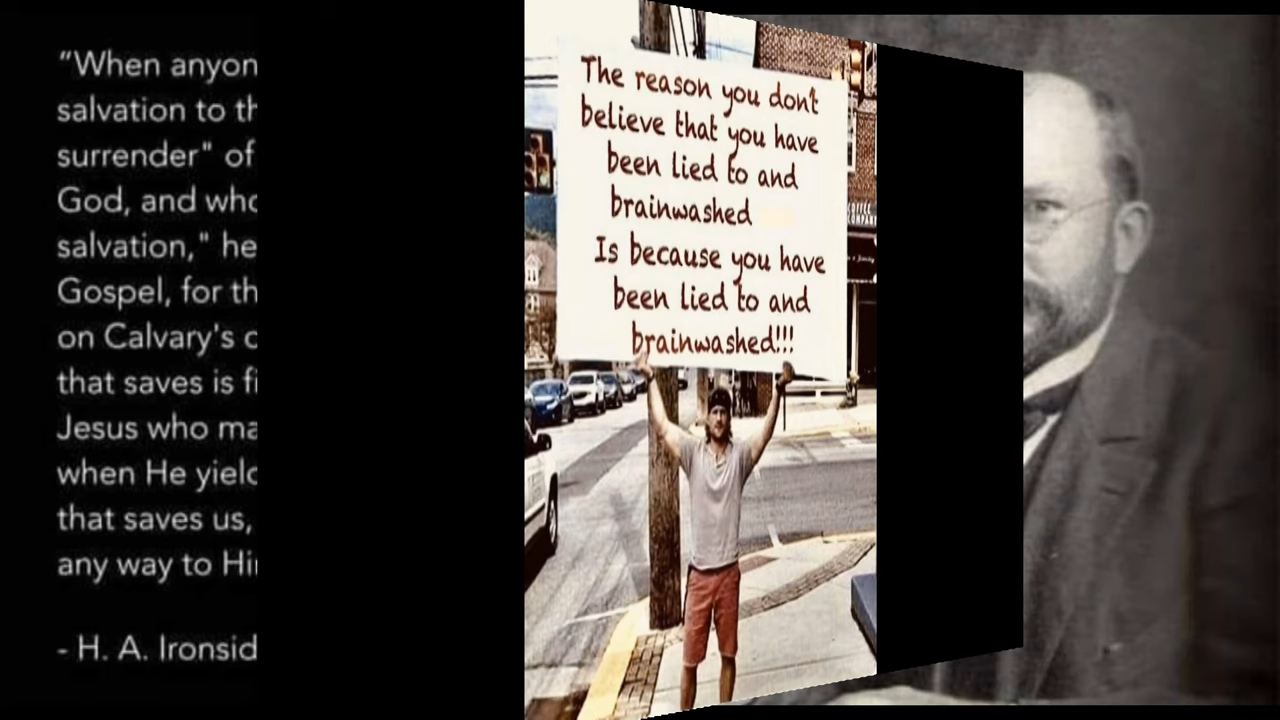 “When anyon
salvation to th
surrender" of
God, and who
salvation," he
Gospel, for th
on Calvary's c
that saves is fi
Jesus who ma
when He yield
that saves us,
any way to Hi
- H. A. Ironsid
The reason you don't
believe that you have
been lied to and
brainwashed
Is because you have
been lied to and
brainwashed!!!
COFFEE
COMPANY